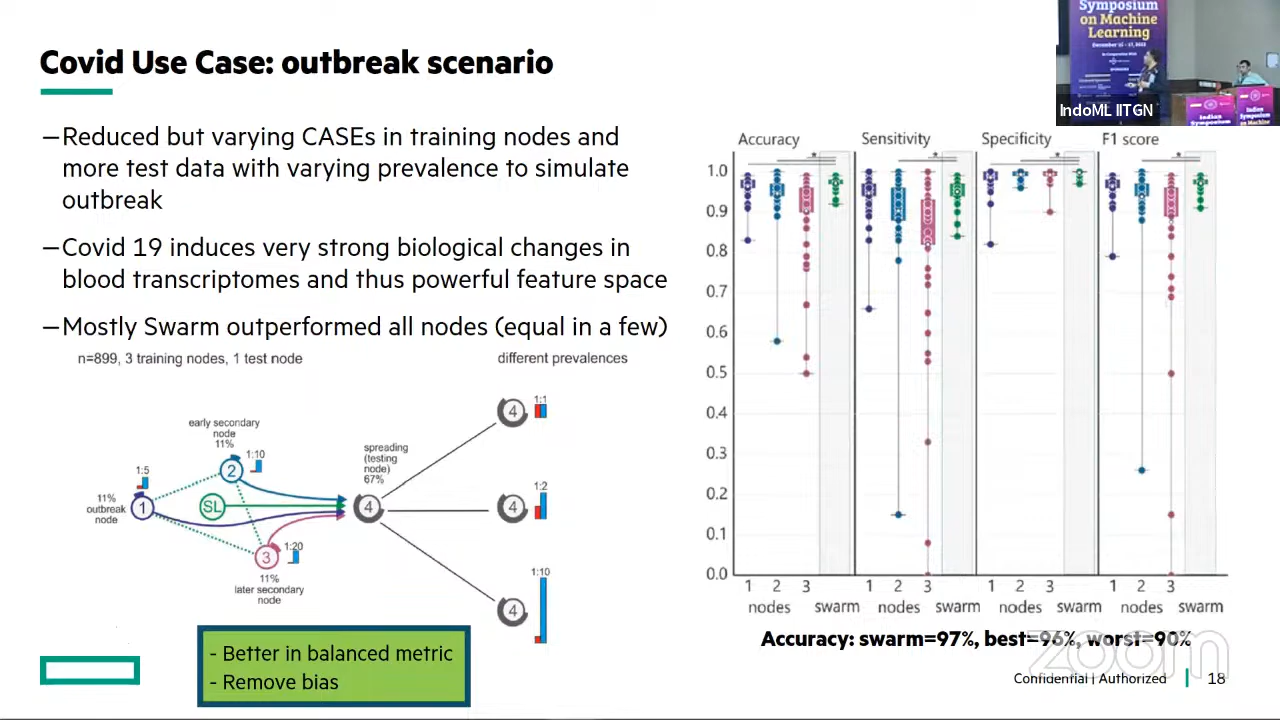 Covid Use Case: outbreak scenario
Symposium
on Machine
Learning
IndoML IITGN
–Reduced but varying CASEs in training nodes and
more test data with varying prevalence to simulate
outbreak
–Covid 19 induces very strong biological changes in
blood transcriptomes and thus powerful feature space
–Mostly Swarm outperformed all nodes (equal in a few)
n=899, 3 training nodes, 1 test node
different prevalences
early secondary
node
11%
1:10
2
1:5
11%
outbreak
node
1
SL
3
1:20
11%
later secondary
node
spreading
(testing
node)
67%
4
1:1
4
1:2
4
1:10
4
- Better in balanced metric
- Remove bias
Accuracy Sensitivity Specificity F1 score
* * * *
1.0
0.9
0.8
0.7
0.6
0.5
0.4
0.3
0.2
0.1
0.0
1 2 3 1 2 3 1 2 3 1 2 3
nodes swarm nodes swarm nodes swarm nodes swarm
Accuracy: swarm=97%, best=96%, worst=90%
zoom
Confidential | Authorized 18